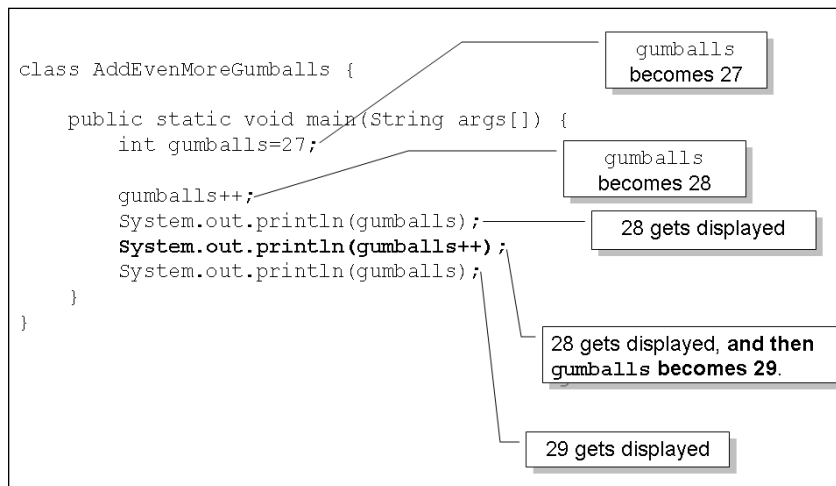 class AddEvenMoreGumballs {
public static void main(String args[]) {
int gumballs=27;
gumballs++;
System.out.println(gumballs);
System.out.println(gumballs++);
System.out.println(gumballs);
}
}
gumballs
becomes 27
gumballs
becomes 28
28 gets displayed
28 gets displayed, and then
gumballs becomes 29.
29 gets displayed